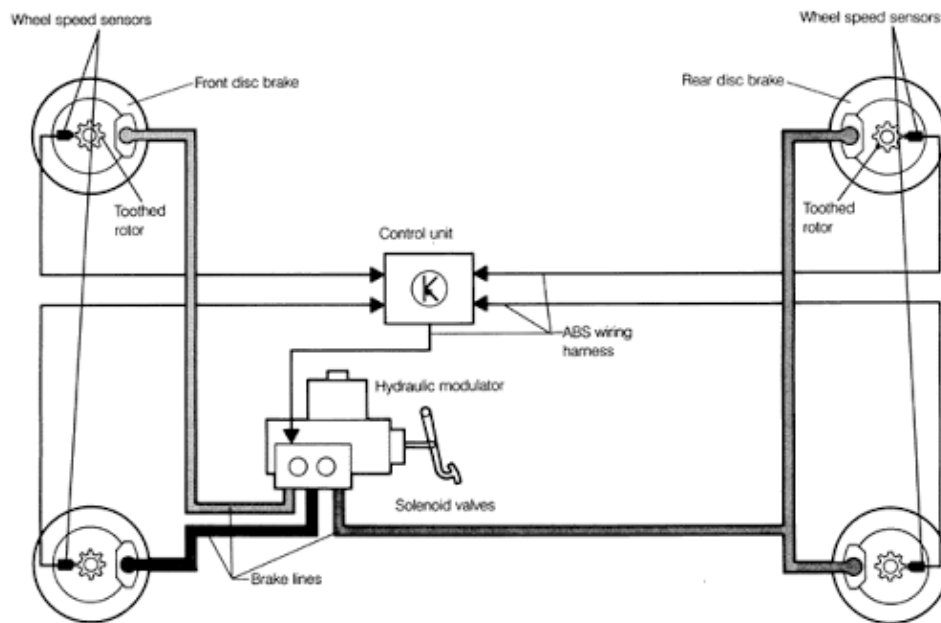 Wheel speed sensors
Wheel speed sensors
Front disc brake
Rear disc brake
Toothed
rotor
Toothed
rotor
Control unit
K
ABS wiring
harness
Hydraulic modulator
Solenoid valves
Brake lines